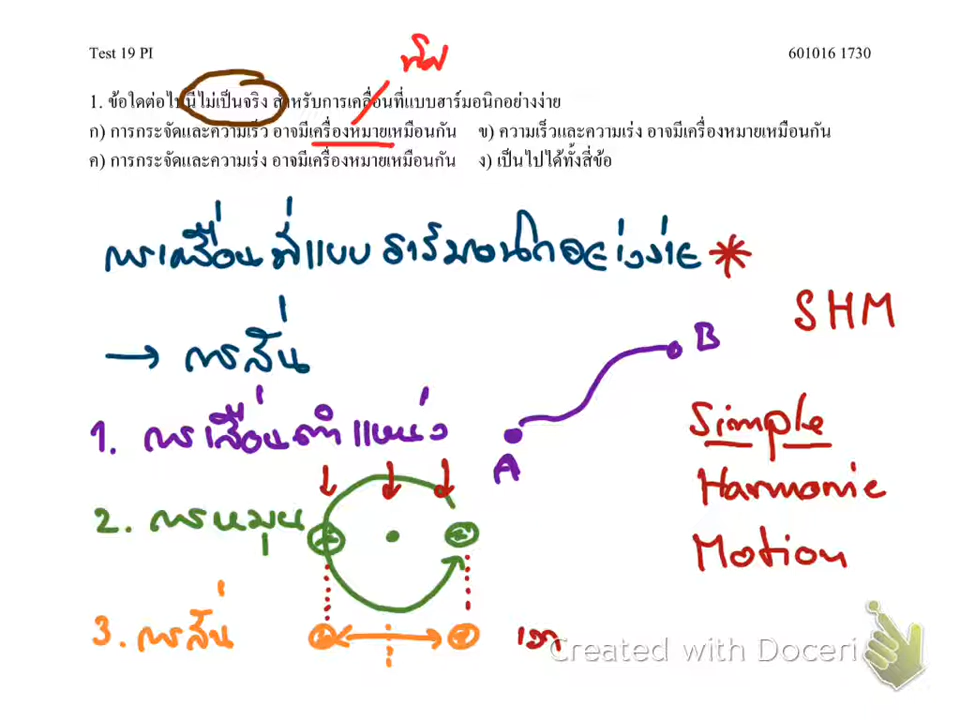 Test 19 PI 601016 1730
ทิศ
1. ข้อใดต่อไปนี้ไม่เป็นจริง สำหรับการเคลื่อนที่แบบฮาร์มอนิกอย่างง่าย
ก) การกระจัดและความเร็ว อาจมีเครื่องหมายเหมือนกัน ข) ความเร็วและความเร่ง อาจมีเครื่องหมายเหมือนกัน
ค) การกระจัดและความเร่ง อาจมีเครื่องหมายเหมือนกัน ง) เป็นไปได้ทั้งสี่ข้อ
การเคลื่อนที่แบบฮาร์มอนิกอย่างง่าย *
SHM
→ การสั่น
B
1. การเลื่อนตำแหน่ง
A
Simple
Harmonic
Motion
2. การหมุน
3. การสั่น
Created with Doceri